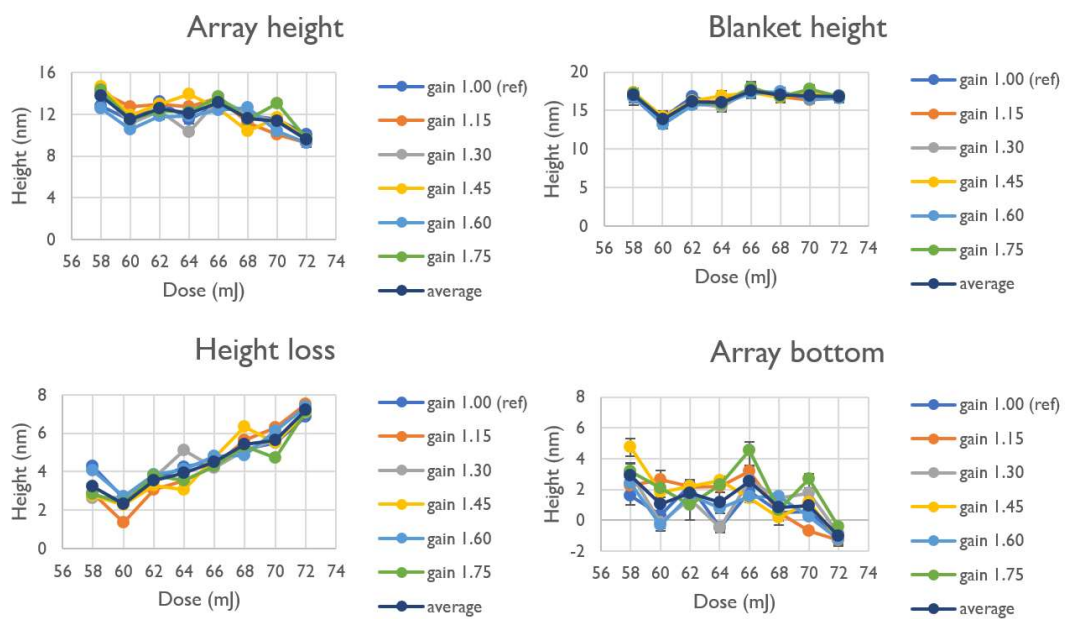 Array height
Height (nm)
16
12
8
4
0
56 58 60 62 64 66 68 70 72 74
Dose (mJ)
gain 1.00 (ref)
gain 1.15
gain 1.30
gain 1.45
gain 1.60
gain 1.75
average
Blanket height
Height (nm)
20
15
10
5
0
56 58 60 62 64 66 68 70 72 74
Dose (mJ)
gain 1.00 (ref)
gain 1.15
gain 1.30
gain 1.45
gain 1.60
gain 1.75
average
Height loss
Height (nm)
8
6
4
2
0
56 58 60 62 64 66 68 70 72 74
Dose (mJ)
gain 1.00 (ref)
gain 1.15
gain 1.30
gain 1.45
gain 1.60
gain 1.75
average
Array bottom
Height (nm)
8
6
4
2
0
-2
56 58 60 62 64 66 68 70 72 74
Dose (mJ)
gain 1.00 (ref)
gain 1.15
gain 1.30
gain 1.45
gain 1.60
gain 1.75
average